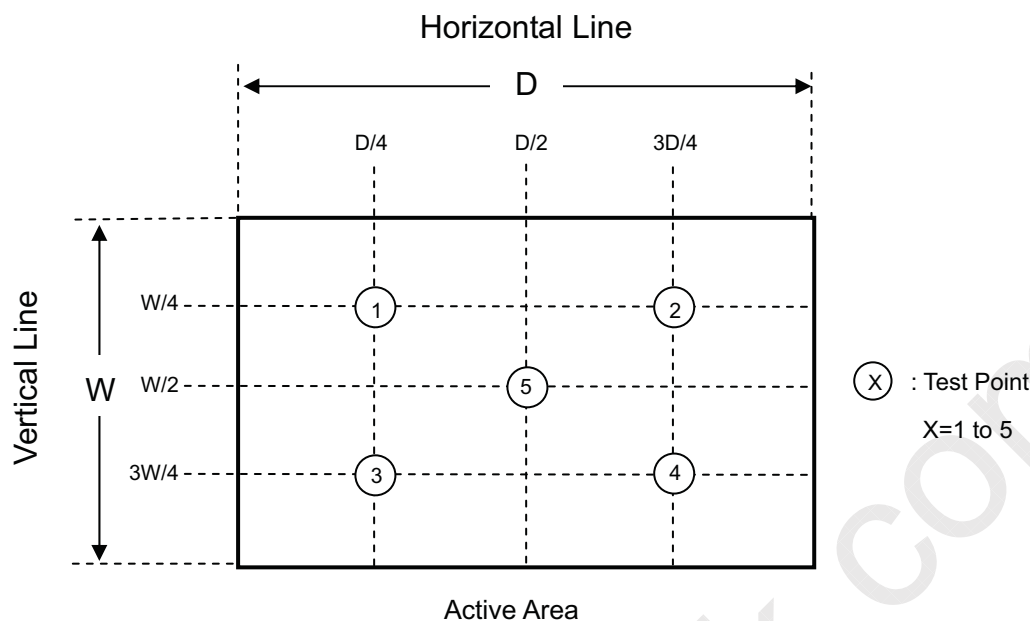 Horizontal Line
D
D/4 D/2 3D/4
Vertical Line
W
W/4
W/2
3W/4
1 2
5
3 4
X : Test Point
X=1 to 5
Active Area